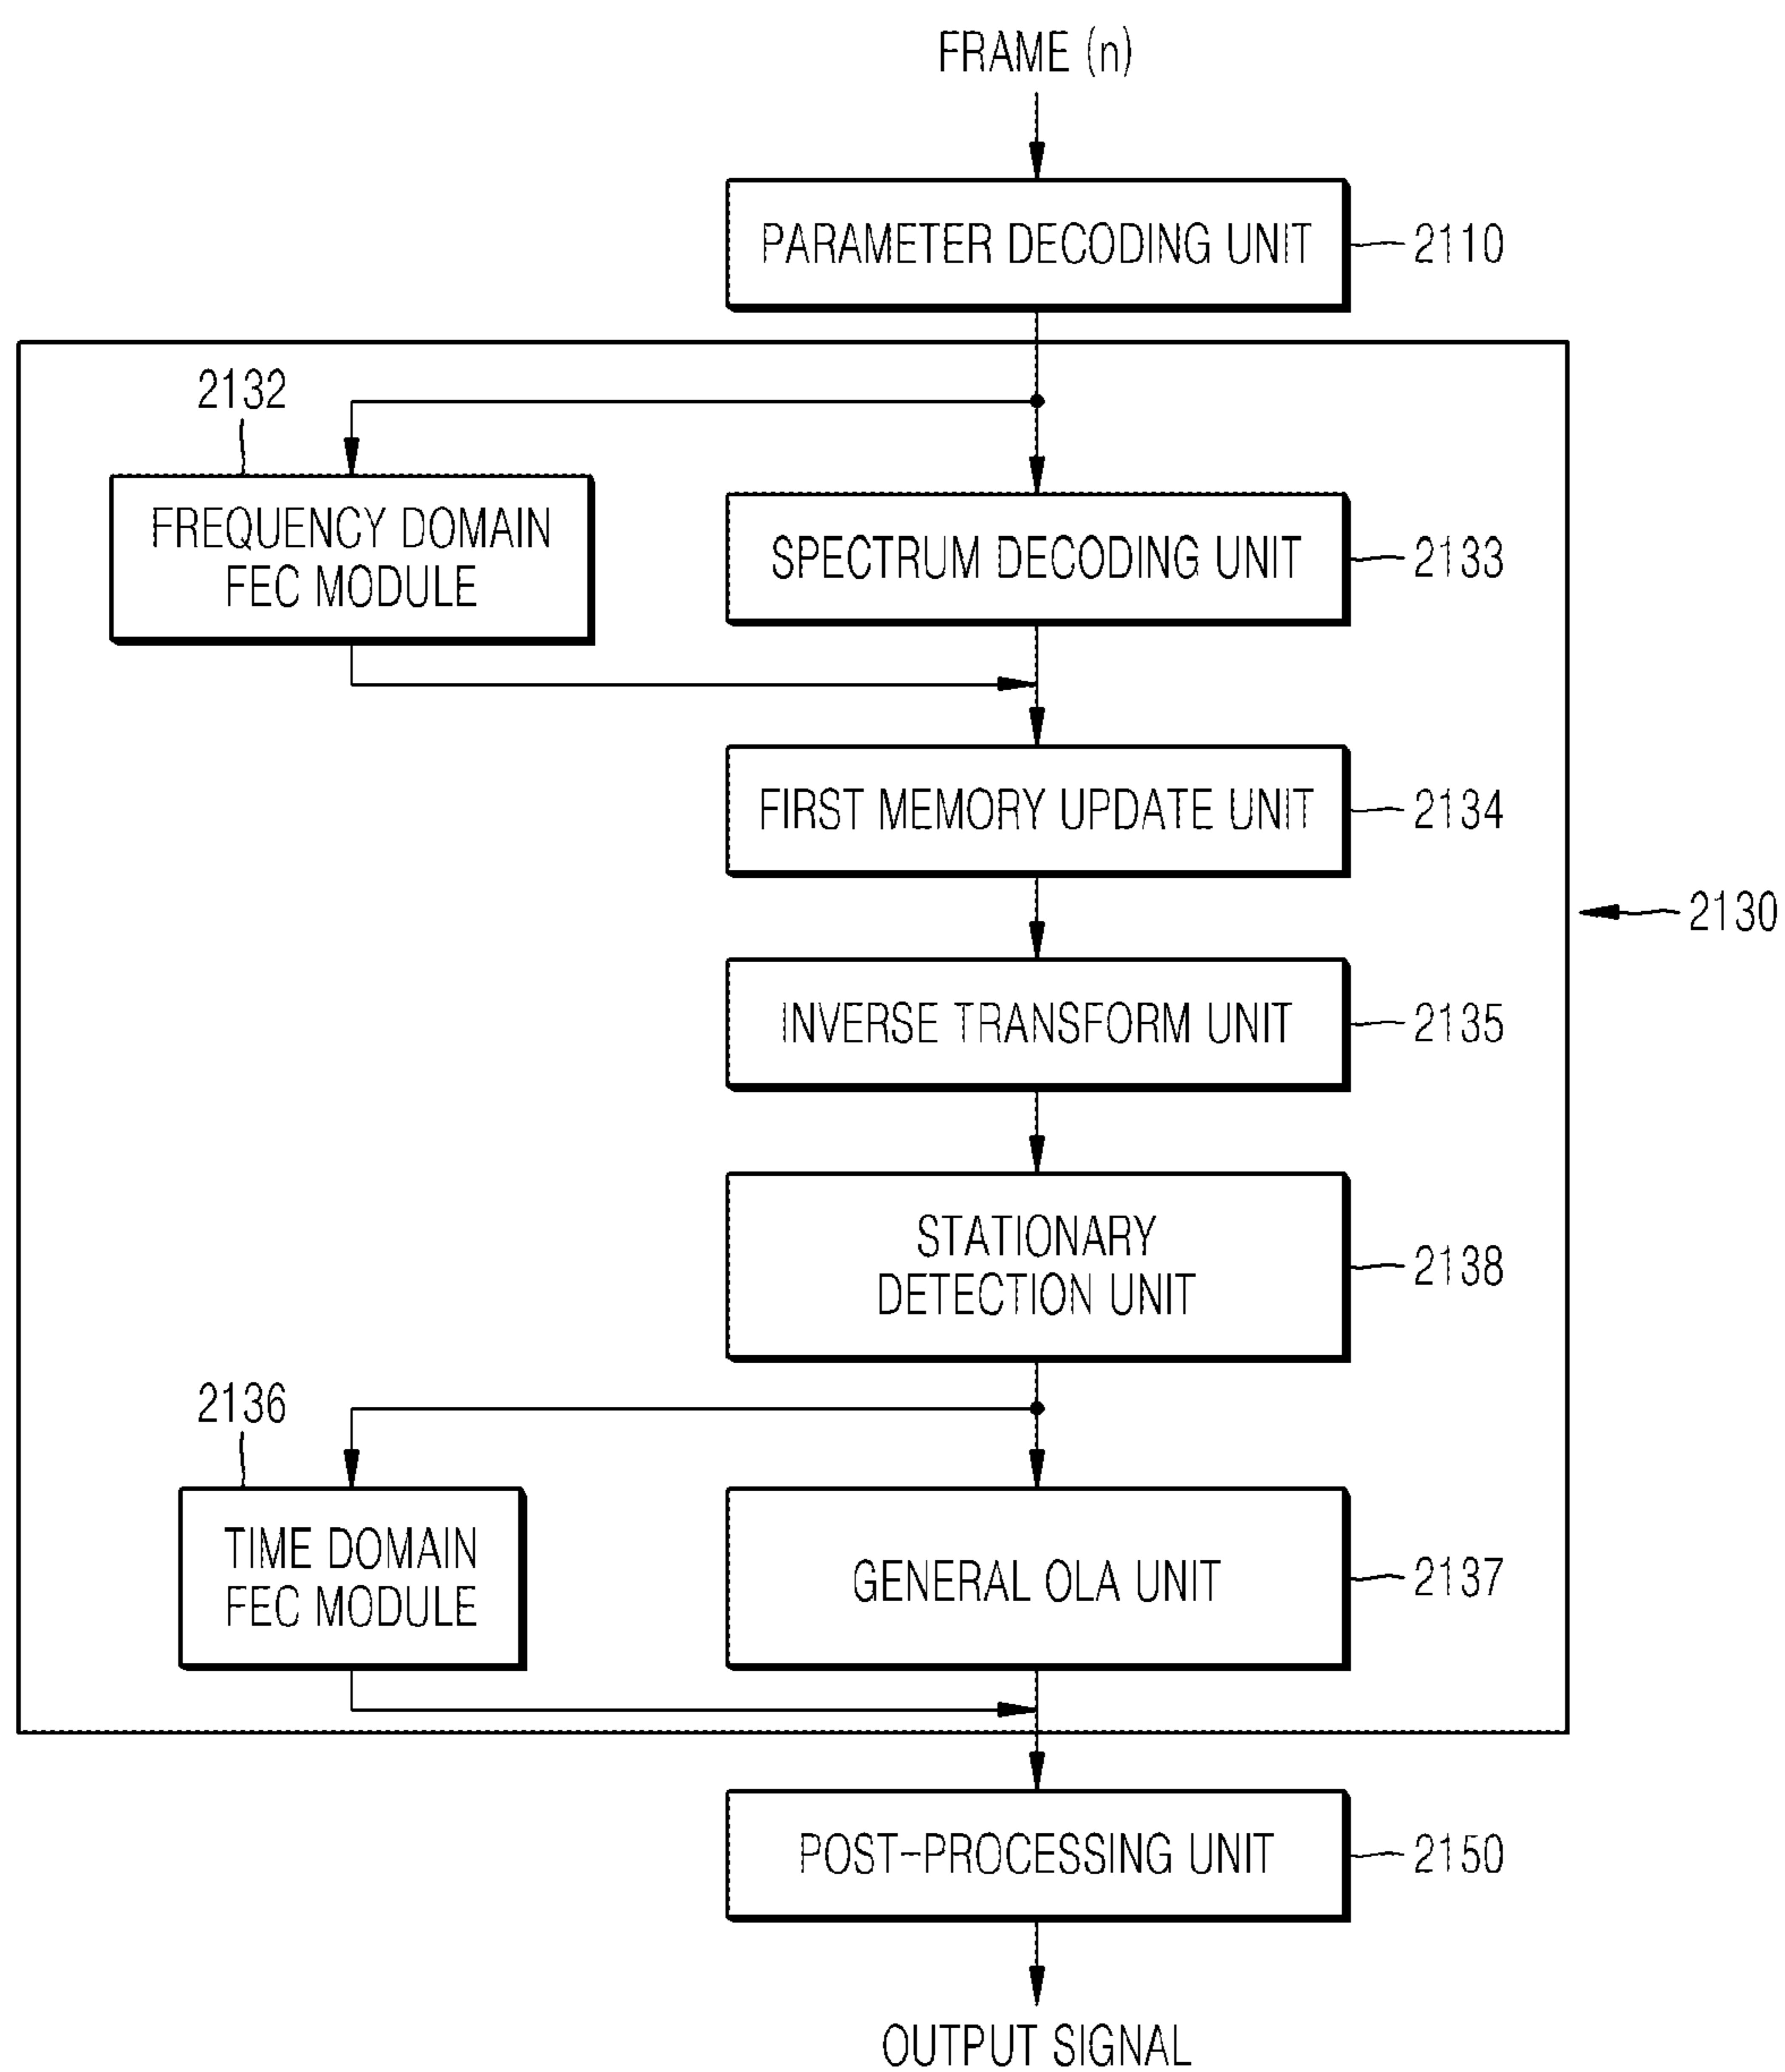 FRAME (n)
PARAMETER DECODING UNIT
2110
2132
FREQUENCY DOMAIN
FEC MODULE
SPECTRUM DECODING UNIT
2133
FIRST MEMORY UPDATE UNIT
2134
2130
INVERSE TRANSFORM UNIT
2135
STATIONARY
DETECTION UNIT
2138
2136
TIME DOMAIN
FEC MODULE
GENERAL OLA UNIT
2137
POST-PROCESSING UNIT
2150
OUTPUT SIGNAL